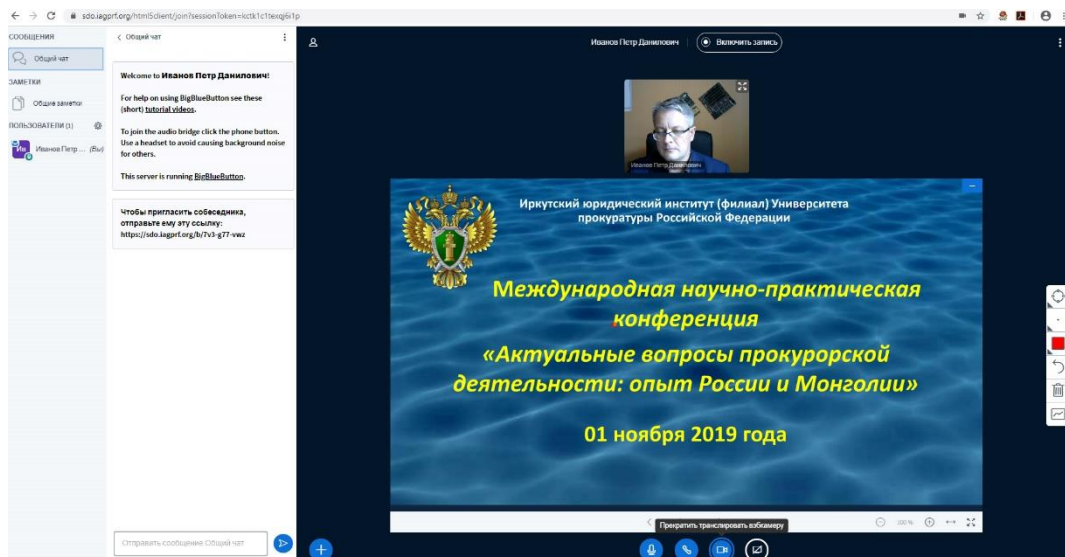 sdo.iagprf.org/html5client/join?sessionToken=kctk1c1texqj6i1p
СООБЩЕНИЯ
Общий чат
ЗАМЕТКИ
Общие заметки
ПОЛЬЗОВАТЕЛИ (1)
Ив
Иванов Петр ... (Вы)
Общий чат
Welcome to Иванов Петр Данилович!
For help on using BigBlueButton see these
(short) tutorial videos.
To join the audio bridge click the phone button.
Use a headset to avoid causing background noise
for others.
This server is running BigBlueButton.
Чтобы пригласить собеседника,
отправьте ему эту ссылку:
https://sdo.iagprf.org/b/7v3-g77-vwz
Отправить сообщение Общий чат
Иванов Петр Данилович
Включить запись
Иванов Петр Данилович
Иркутский юридический институт (филиал) Университета
прокуратуры Российской Федерации
Международная научно-практическая
конференция
«Актуальные вопросы прокурорской
деятельности: опыт России и Монголии»
01 ноября 2019 года
Прекратить транслировать вэбкамеру
100%